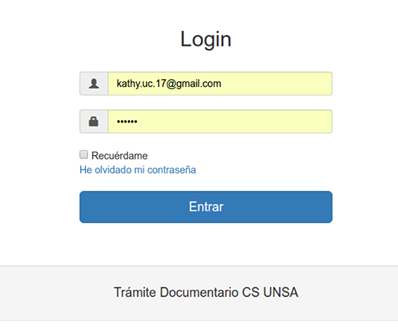 Login
kathy.uc.17@gmail.com
••••••
Recuérdame
He olvidado mi contraseña
Entrar
Trámite Documentario CS UNSA